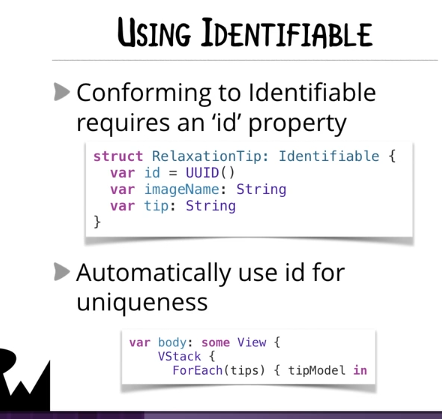 Using Identifiable
Conforming to Identifiable
requires an ‘id’ property
struct RelaxationTip: Identifiable {
  var id = UUID()
  var imageName: String
  var tip: String
}
Automatically use id for
uniqueness
var body: some View {
    VStack {
      ForEach(tips) { tipModel in